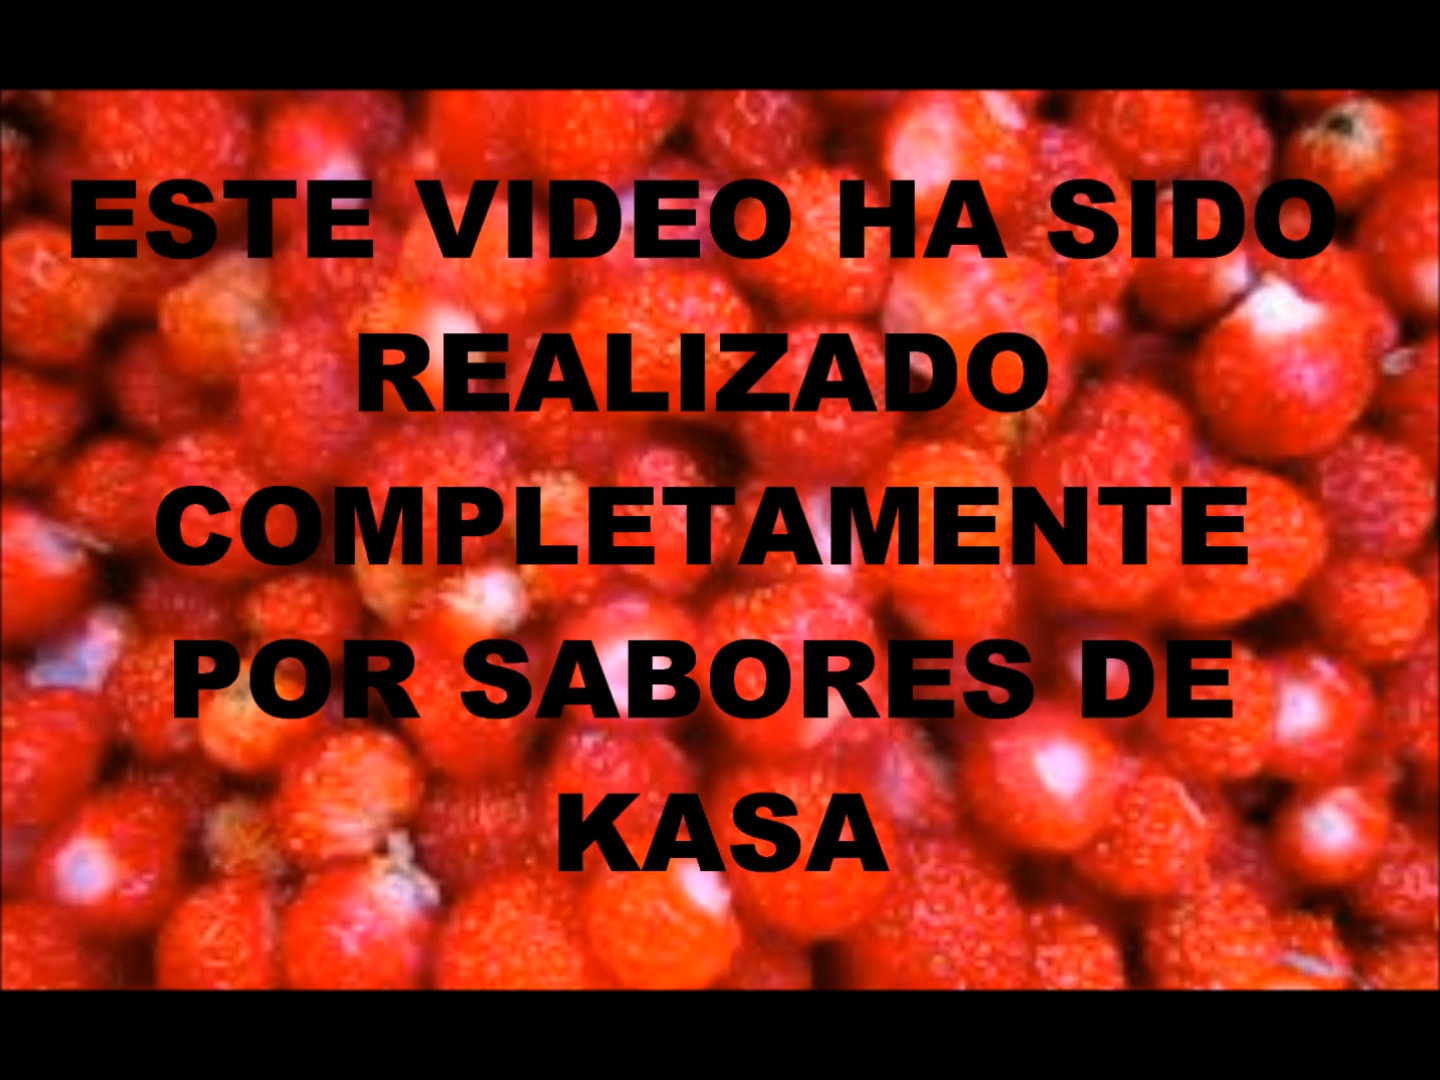 ESTE VIDEO HA SIDO
REALIZADO
COMPLETAMENTE
POR SABORES DE
KASA